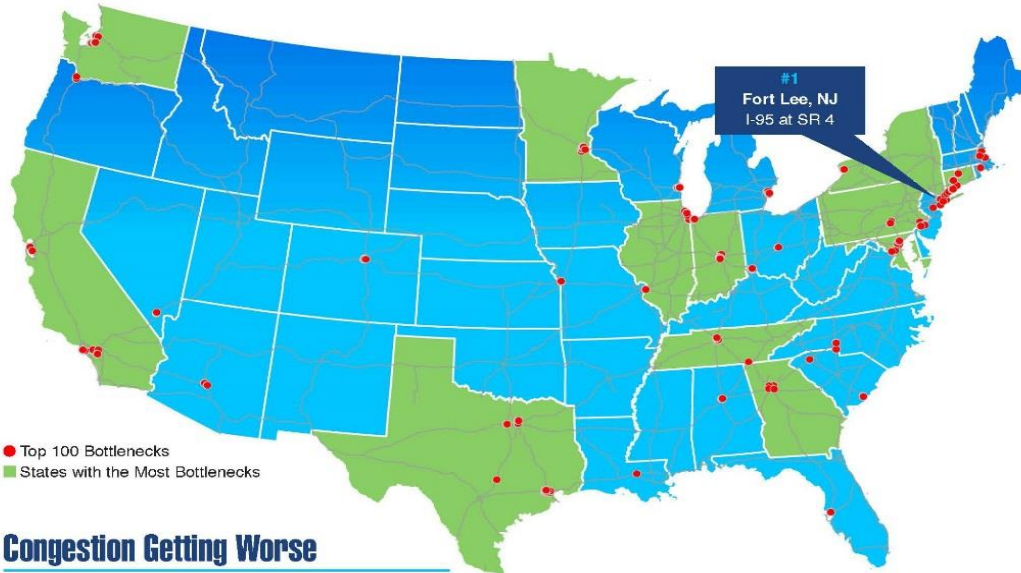 #1
Fort Lee, NJ
I-95 at SR 4
Top 100 Bottlenecks
States with the Most Bottlenecks
Congestion Getting Worse